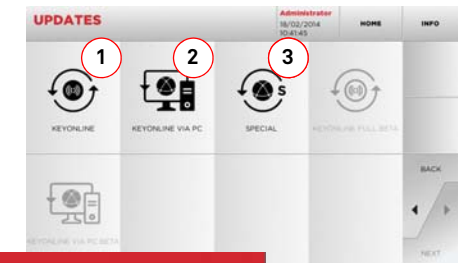 UPDATES
Administrator
18/02/2014
10:41:45
HOME
INFO
1
2
3
S
KEYONLINE
KEYONLINE VIA PC
SPECIAL
KEYONLINE FULL BETA
BACK
KEYONLINE VIA PC BETA
NEXT